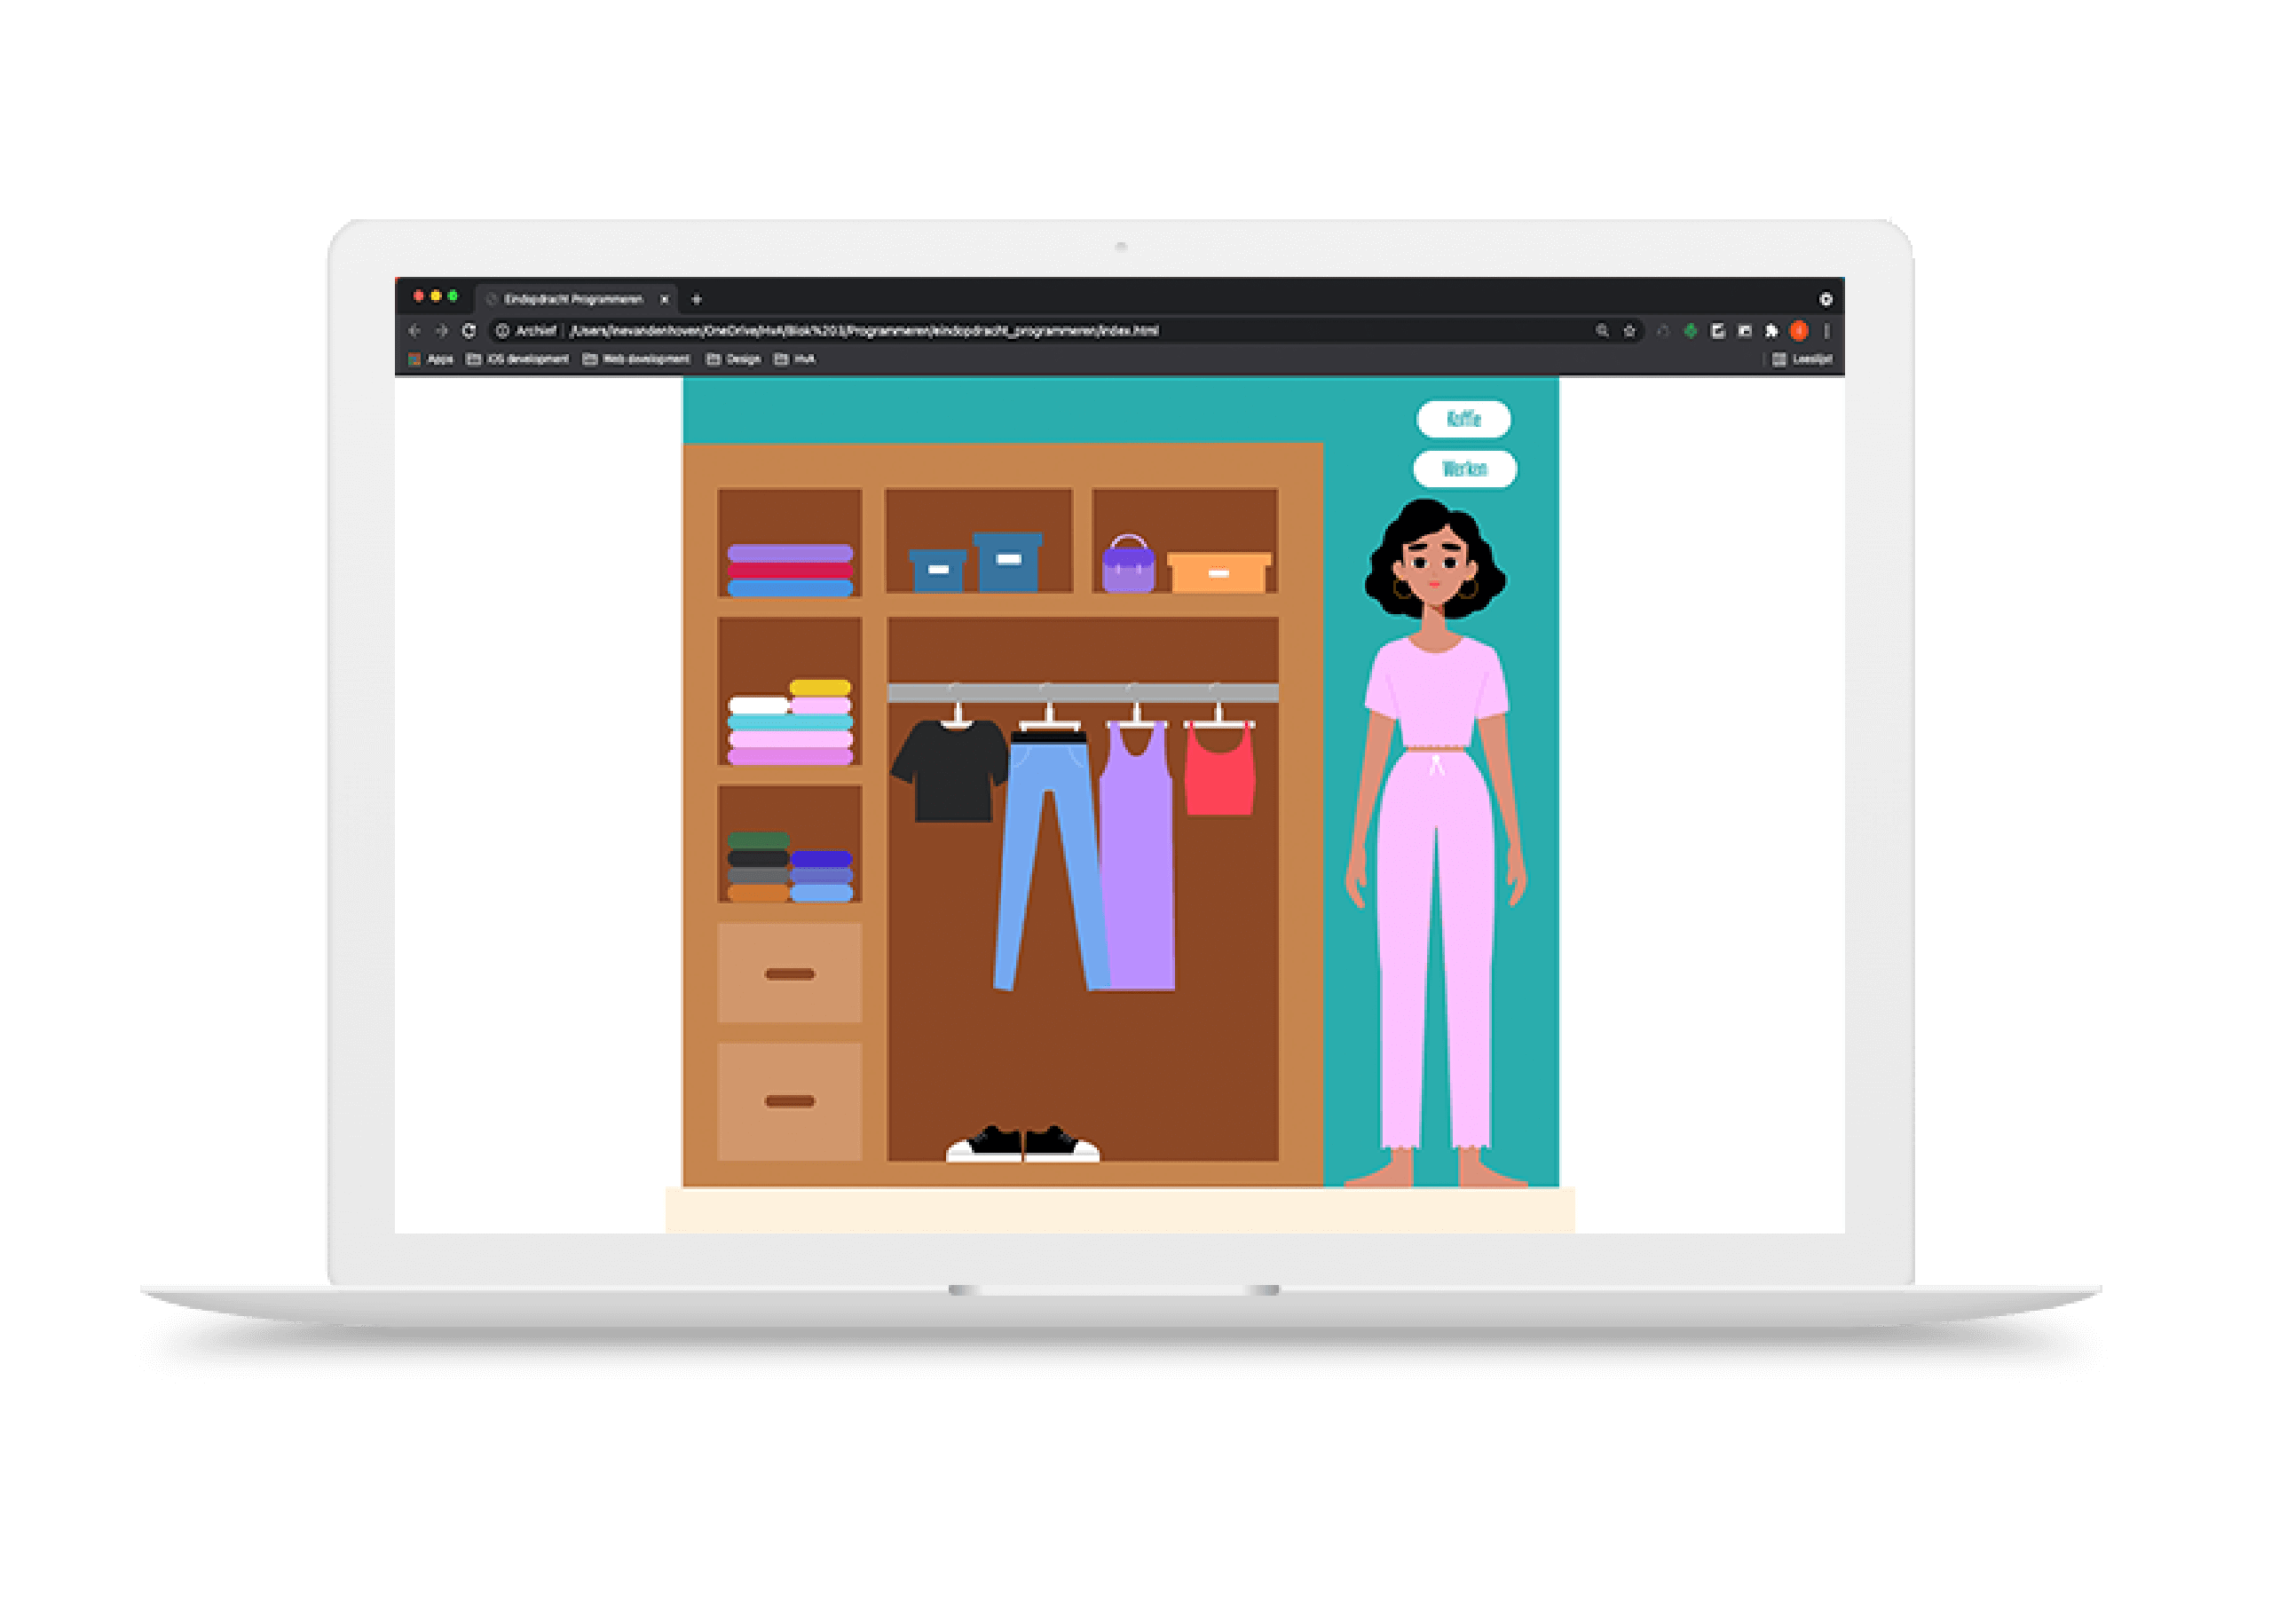 Eindopdracht Programmeren
Archief /Users/inevandenhoven/OneDrive/HvA/Blok%203/Programmeren/eindopdracht_programmeren/index.html
Apps iOS development Web development Design HvA Leeslijst
Koffie
Werken